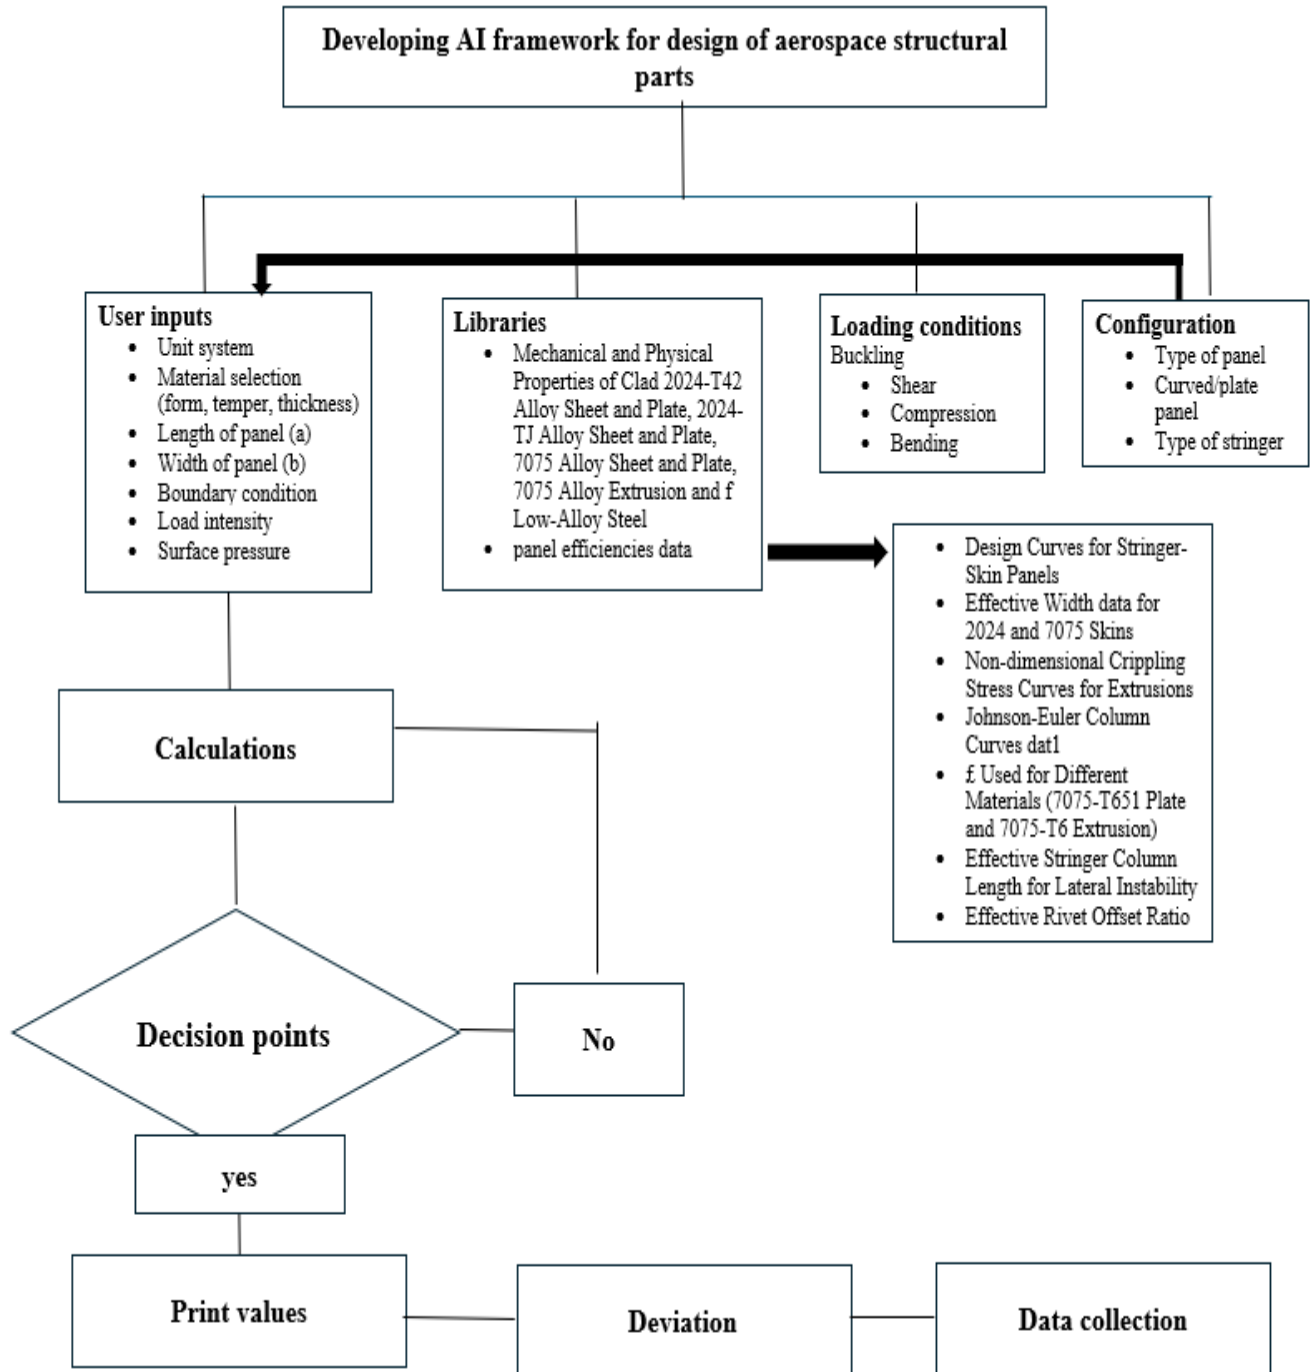 Developing AI framework for design of aerospace structural
parts
User inputs
• Unit system
• Material selection
(form, temper, thickness)
• Length of panel (a)
• Width of panel (b)
• Boundary condition
• Load intensity
• Surface pressure
Libraries
• Mechanical and Physical
Properties of Clad 2024-T42
Alloy Sheet and Plate, 2024-
TJ Alloy Sheet and Plate,
7075 Alloy Sheet and Plate,
7075 Alloy Extrusion and f
Low-Alloy Steel
• panel efficiencies data
Loading conditions
Buckling
• Shear
• Compression
• Bending
Configuration
• Type of panel
• Curved/plate
panel
• Type of stringer
• Design Curves for Stringer-
Skin Panels
• Effective Width data for
2024 and 7075 Skins
• Non-dimensional Crippling
Stress Curves for Extrusions
• Johnson-Euler Column
Curves dat1
• £ Used for Different
Materials (7075-T651 Plate
and 7075-T6 Extrusion)
• Effective Stringer Column
Length for Lateral Instability
• Effective Rivet Offset Ratio
Calculations
Decision points
No
yes
Print values
Deviation
Data collection